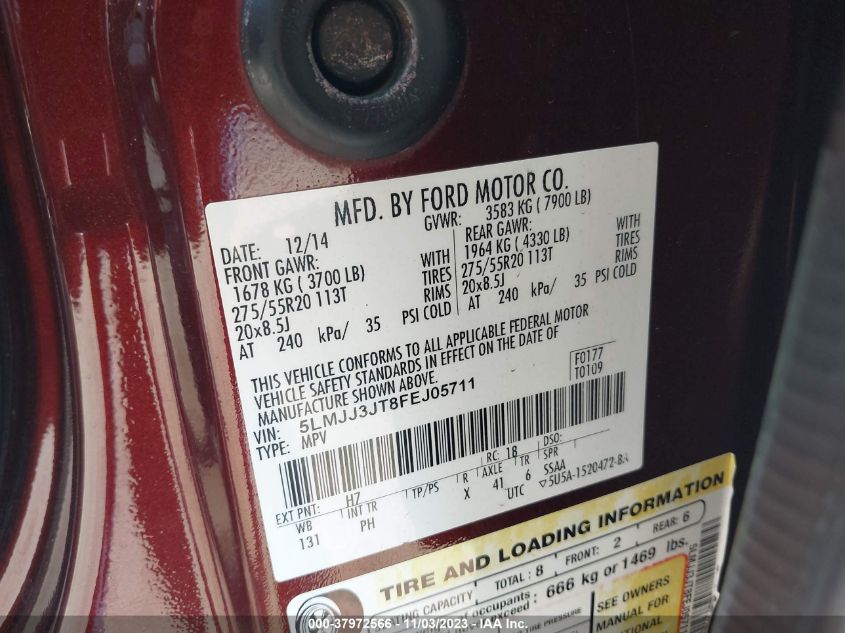 MFD. BY FORD MOTOR CO.
DATE: 12/14
GVWR: 3583 KG ( 7900 LB)
FRONT GAWR:
1678 KG ( 3700 LB) WITH
275/55R20 113T TIRES
20x8.5J RIMS
AT 240 kPa/ 35 PSI COLD
REAR GAWR: WITH
1964 KG ( 4330 LB) TIRES
275/55R20 113T RIMS
20x8.5J
AT 240 kPa/ 35 PSI COLD
THIS VEHICLE CONFORMS TO ALL APPLICABLE FEDERAL MOTOR
VEHICLE SAFETY STANDARDS IN EFFECT ON THE DATE OF
MANUFACTURE SHOWN ABOVE
F0177
T0109
VIN: 5LMJJ3JT8FEJ05711
TYPE: MPV
EXT PNT: H7 RC: 18 DSO:
WB INT TR TP/PS R AXLE TR SPR
131 PH X 41 6 SSAA
UTC ▽5U5A-1520472-BA
TIRE AND LOADING INFORMATION
SEATING CAPACITY TOTAL: 8 FRONT: 2 REAR: 6
occupants
666 kg or 1469 lbs.
TIRE PRESSURE
SEE OWNERS
MANUAL FOR
© -- 37972566 -- 11/03/2023 -- IAA Inc.